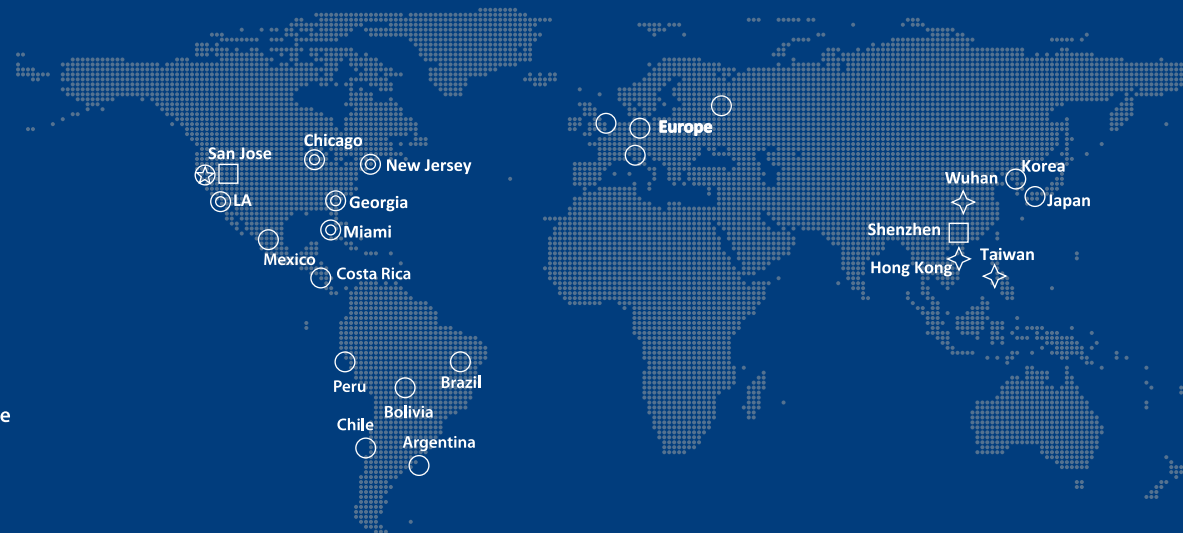 Chicago
San Jose
New Jersey
LA
Georgia
Miami
Mexico
Costa Rica
Peru
Brazil
Bolivia
Chile
Argentina
Europe
Korea
Wuhan
Japan
Shenzhen
Taiwan
Hong Kong
e